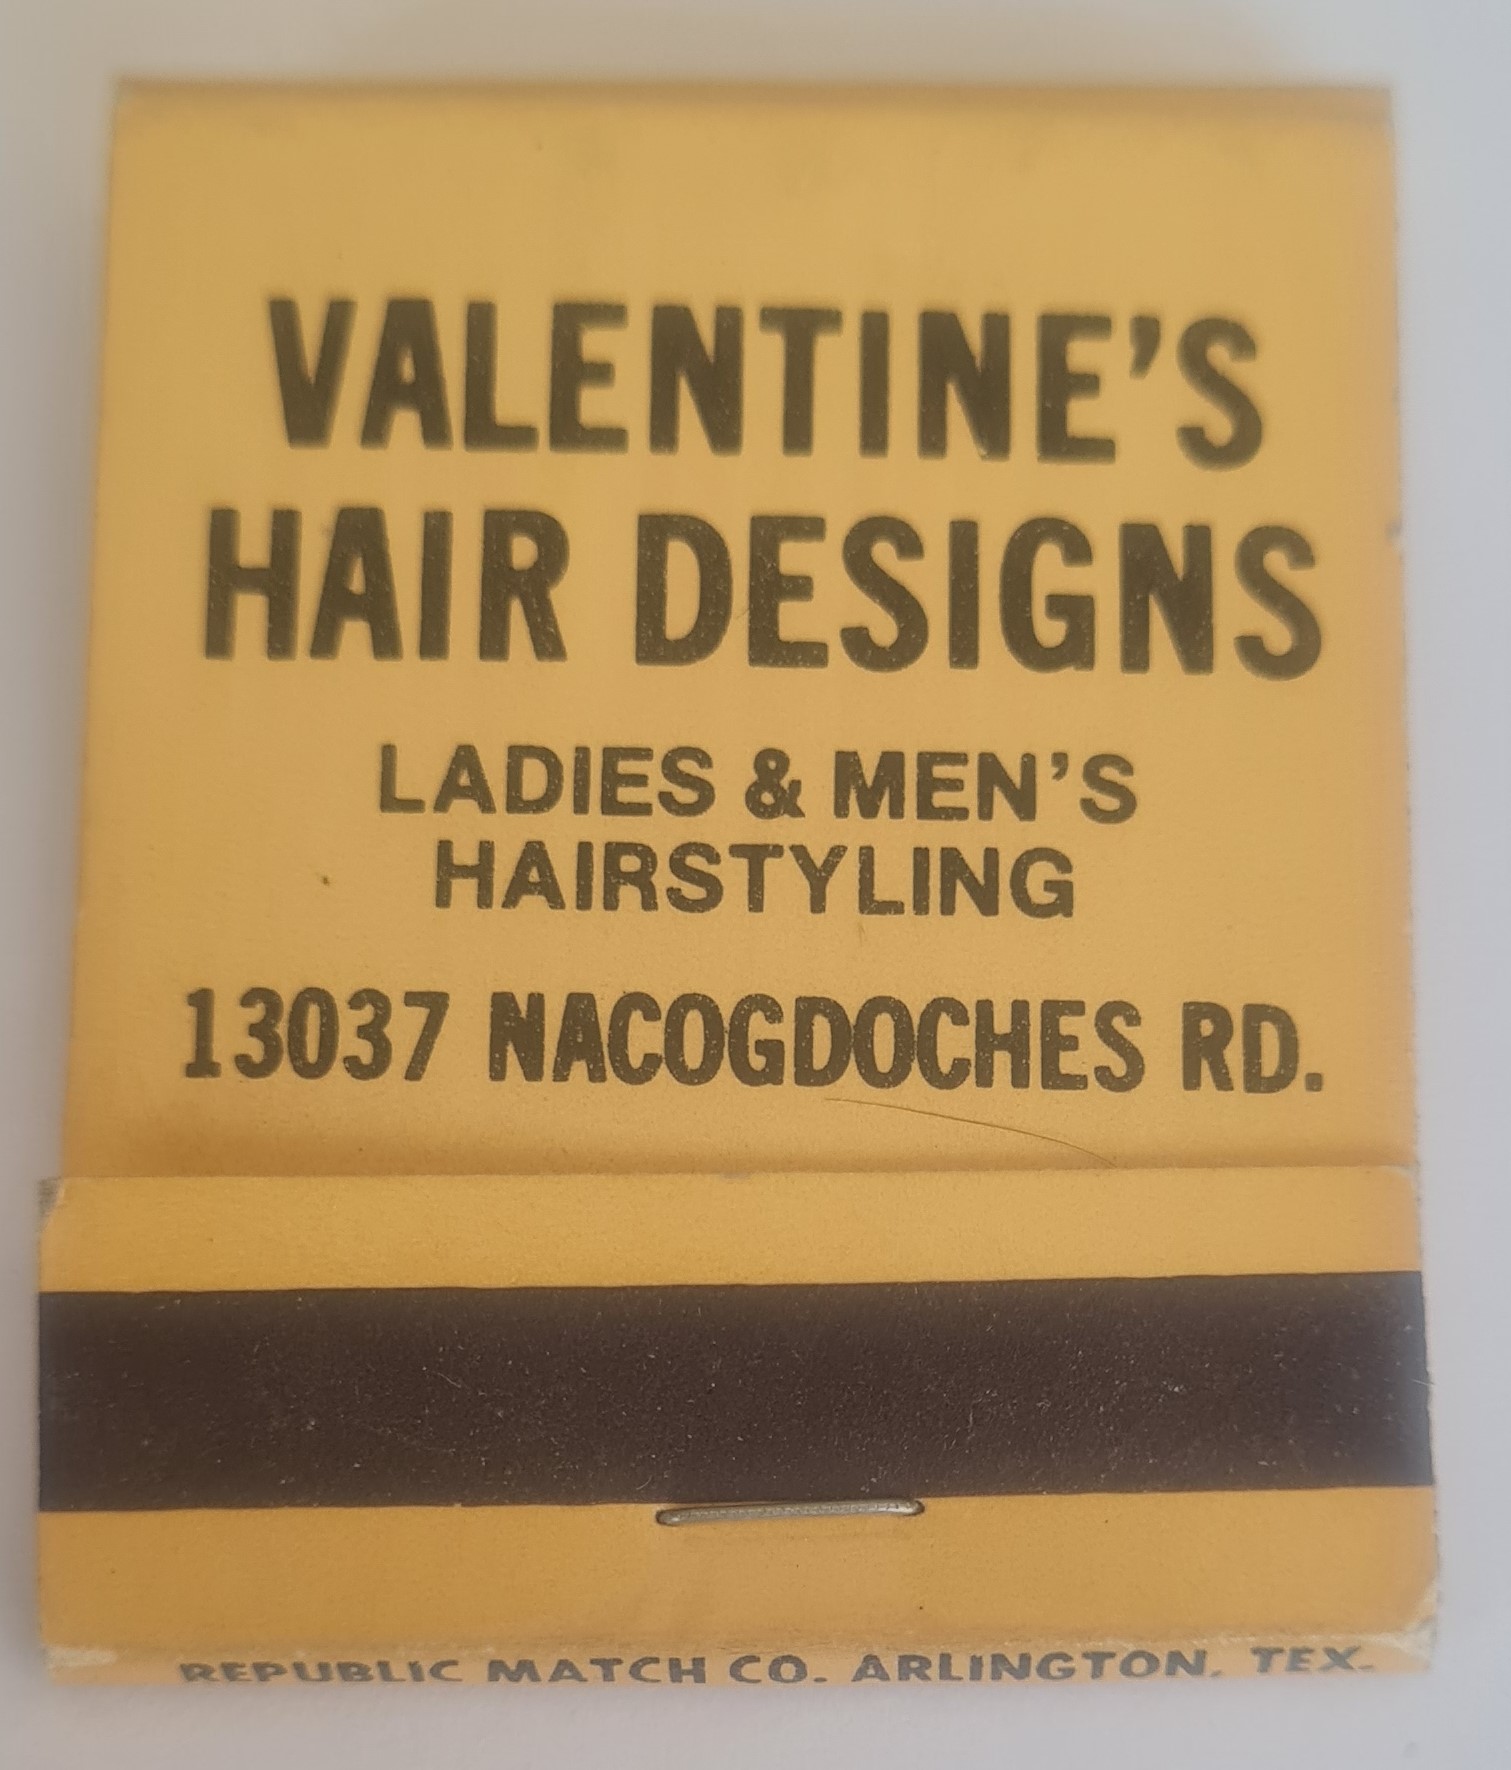 VALENTINE'S
HAIR DESIGNS
LADIES & MEN'S
HAIRSTYLING
13037 NACOGDOCHES RD.
REPUBLIC MATCH CO. ARLINGTON, TEX.